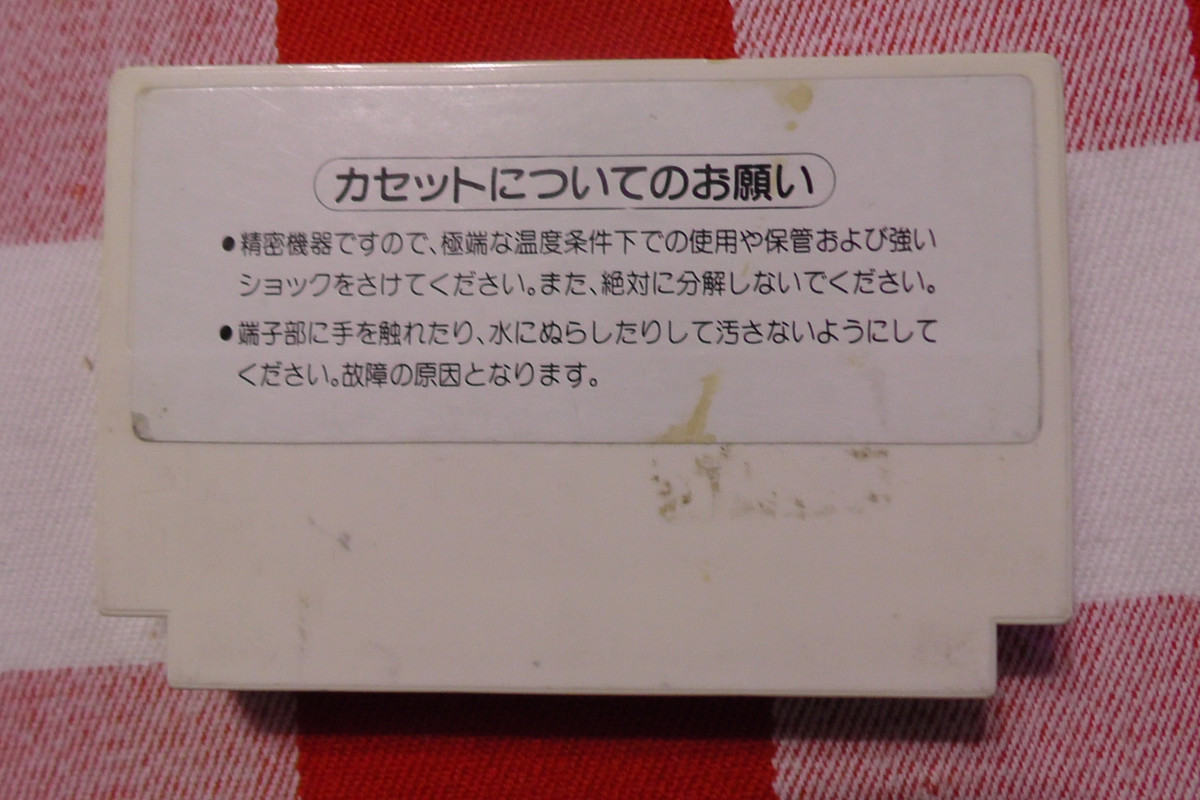 カセットについてのお願い
●精密機器ですので、極端な温度条件下での使用や保管および強い
ショックをさけてください。また、絶対に分解しないでください。
●端子部に手を触れたり、水にぬらしたりして汚さないようにして
ください。故障の原因となります。